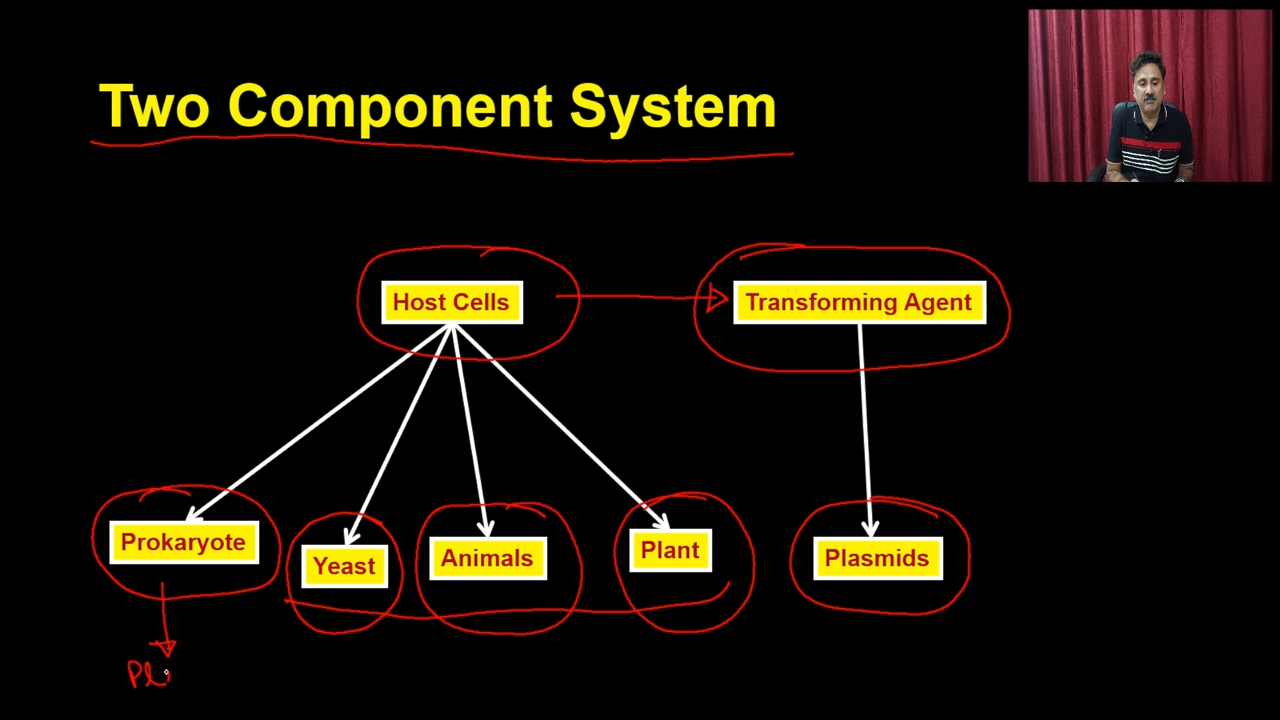 Two Component System
Host Cells
Transforming Agent
Prokaryote
Yeast
Animals
Plant
Plasmids